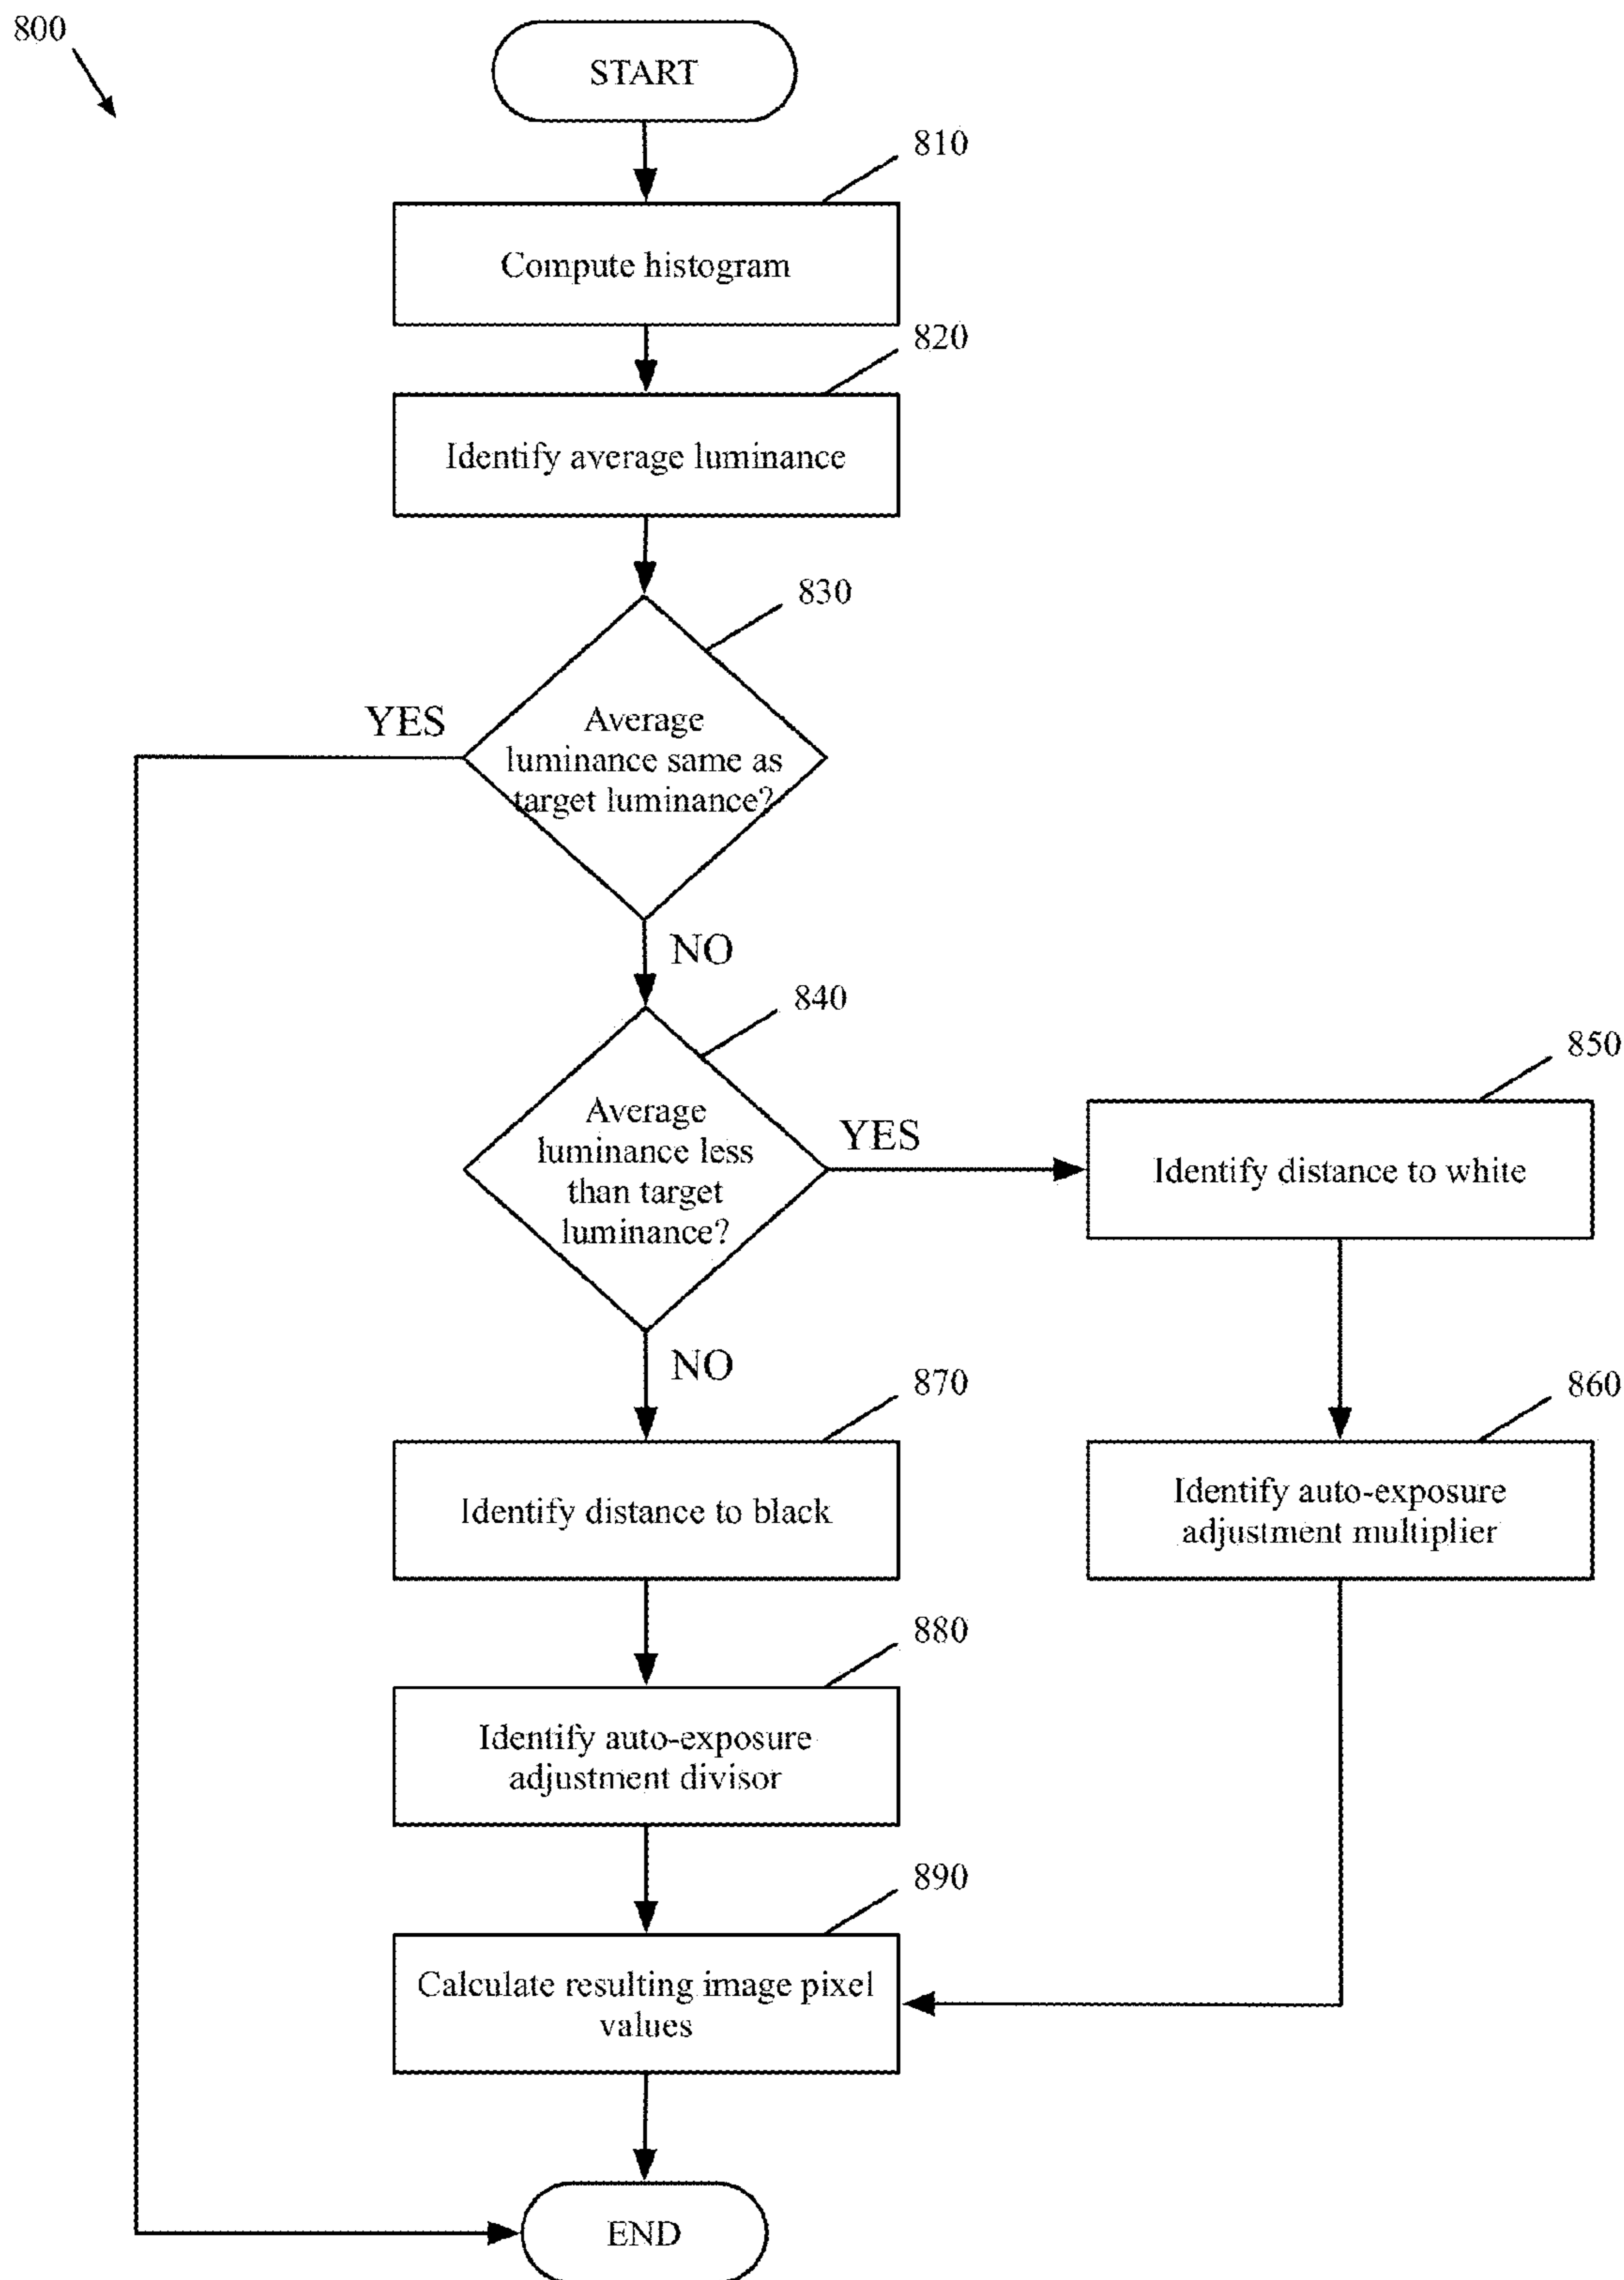 800
START
810
Compute histogram
820
Identify average luminance
830
YES
Average
luminance same as
target luminance?
NO
840
850
Average
luminance less
than target
luminance?
YES
Identify distance to white
NO
870
860
Identify distance to black
Identify auto-exposure
adjustment multiplier
880
Identify auto-exposure
adjustment divisor
890
Calculate resulting image pixel
values
END